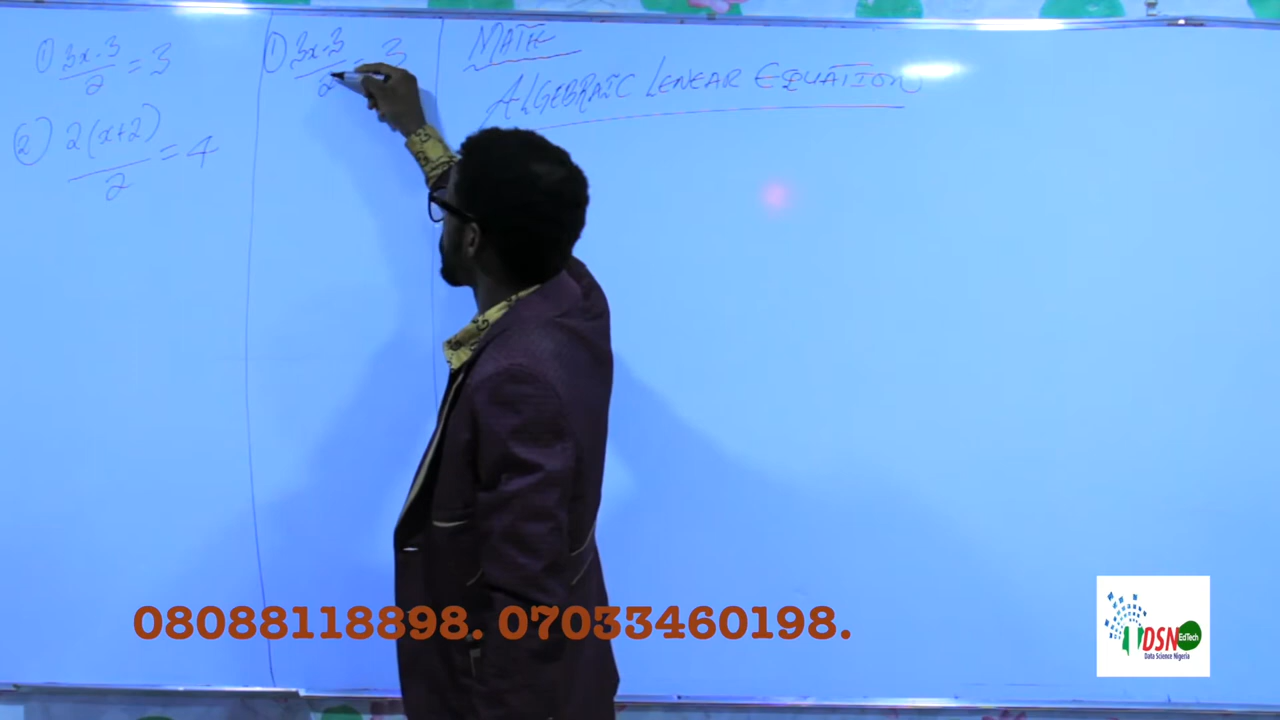 ① 3x-3/2 = 3
② 2(x+2)/2 = 4
① 3x-3/2 = 3
MATH
ALGEBRAIC LENEAR EQUATION
08088118898. 07033460198.
DSN EdTech
Data Science Nigeria